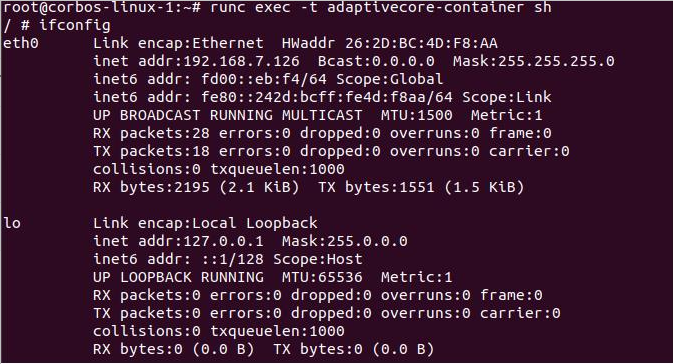 root@corbos-linux-1:~# runc exec -t adaptivecore-container sh
/ # ifconfig
eth0 Link encap:Ethernet HWaddr 26:2D:BC:4D:F8:AA
inet addr:192.168.7.126 Bcast:0.0.0.0 Mask:255.255.255.0
inet6 addr: fd00::eb:f4/64 Scope:Global
inet6 addr: fe80::242d:bcff:fe4d:f8aa/64 Scope:Link
UP BROADCAST RUNNING MULTICAST MTU:1500 Metric:1
RX packets:28 errors:0 dropped:0 overruns:0 frame:0
TX packets:18 errors:0 dropped:0 overruns:0 carrier:0
collisions:0 txqueuelen:1000
RX bytes:2195 (2.1 KiB) TX bytes:1551 (1.5 KiB)
lo Link encap:Local Loopback
inet addr:127.0.0.1 Mask:255.0.0.0
inet6 addr: ::1/128 Scope:Host
UP LOOPBACK RUNNING MTU:65536 Metric:1
RX packets:0 errors:0 dropped:0 overruns:0 frame:0
TX packets:0 errors:0 dropped:0 overruns:0 carrier:0
collisions:0 txqueuelen:1000
RX bytes:0 (0.0 B) TX bytes:0 (0.0 B)